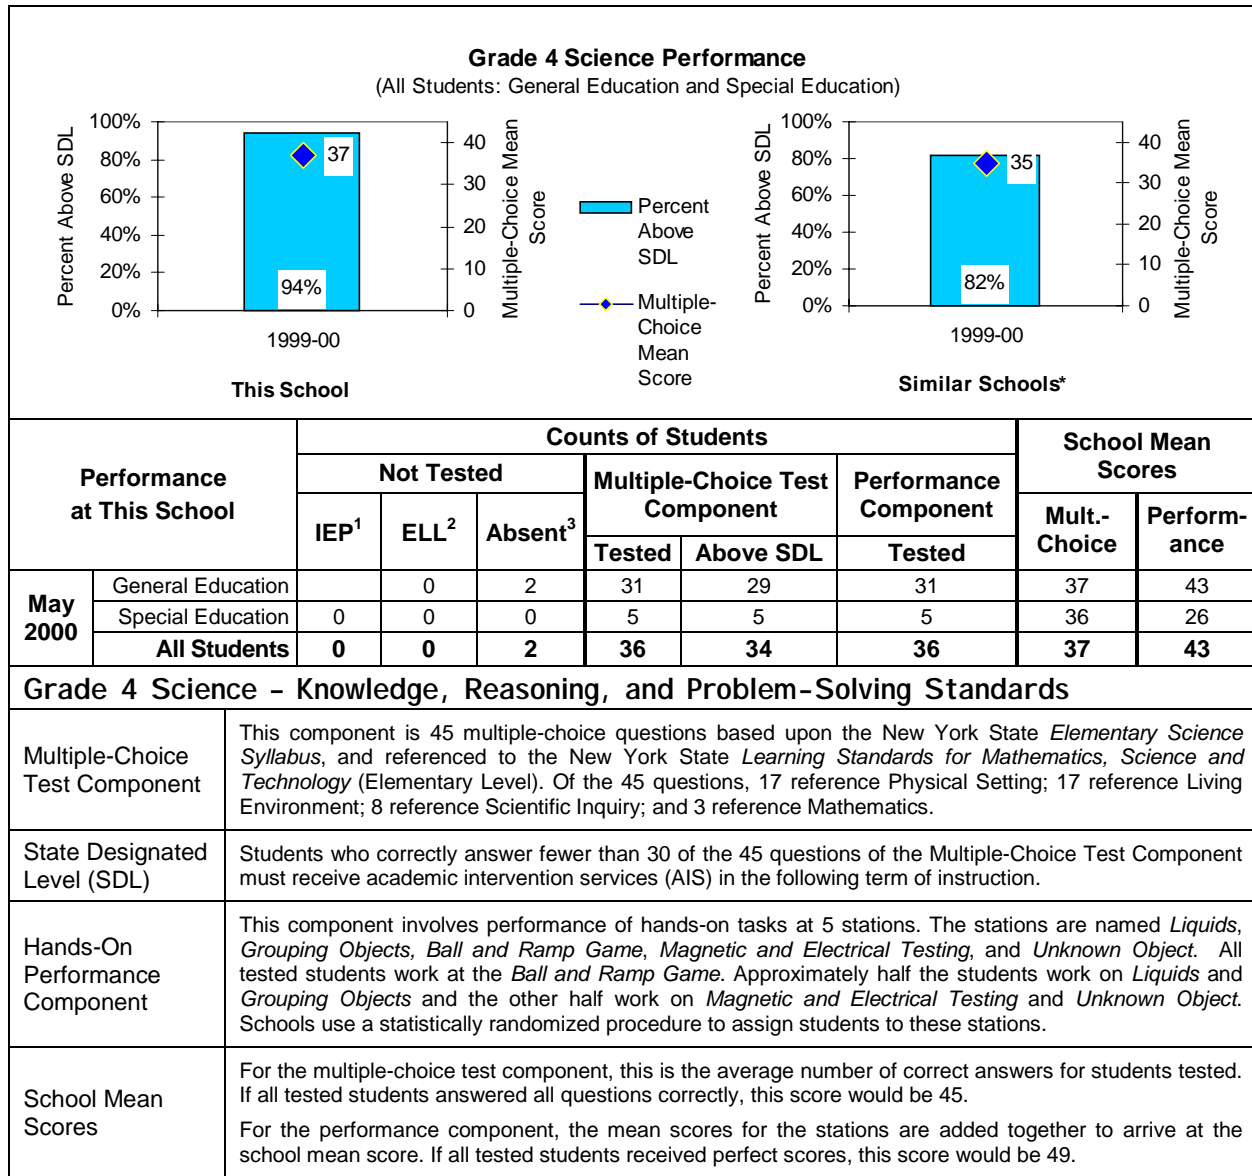 Grade 4 Science Performance
(All Students: General Education and Special Education)
Percent Above SDL
100%
80%
60%
40%
20%
0%
37
94%
40
30
20
10
0
Multiple-Choice Mean
Score
1999-00
This School
Percent
Above
SDL
Multiple-
Choice
Mean
Score
Percent Above SDL
100%
80%
60%
40%
20%
0%
35
82%
40
30
20
10
0
Multiple-Choice Mean
Score
1999-00
Similar Schools*
Performance
at This School
Counts of Students
School Mean
Scores
Not Tested
Multiple-Choice Test
Component
Performance
Component
IEP1 ELL2 Absent3
Mult.-
Choice
Perform-
ance
Tested Above SDL Tested
May
2000
General Education 0 2 31 29 31 37 43
Special Education 0 0 0 5 5 5 36 26
All Students 0 0 2 36 34 36 37 43
Grade 4 Science – Knowledge, Reasoning, and Problem-Solving Standards
Multiple-Choice
Test Component
This component is 45 multiple-choice questions based upon the New York State Elementary Science
Syllabus, and referenced to the New York State Learning Standards for Mathematics, Science and
Technology (Elementary Level). Of the 45 questions, 17 reference Physical Setting; 17 reference Living
Environment; 8 reference Scientific Inquiry; and 3 reference Mathematics.
State Designated
Level (SDL)
Students who correctly answer fewer than 30 of the 45 questions of the Multiple-Choice Test Component
must receive academic intervention services (AIS) in the following term of instruction.
Hands-On
Performance
Component
This component involves performance of hands-on tasks at 5 stations. The stations are named Liquids,
Grouping Objects, Ball and Ramp Game, Magnetic and Electrical Testing, and Unknown Object. All
tested students work at the Ball and Ramp Game. Approximately half the students work on Liquids and
Grouping Objects and the other half work on Magnetic and Electrical Testing and Unknown Object.
Schools use a statistically randomized procedure to assign students to these stations.
School Mean
Scores
For the multiple-choice test component, this is the average number of correct answers for students tested.
If all tested students answered all questions correctly, this score would be 45.
For the performance component, the mean scores for the stations are added together to arrive at the
school mean score. If all tested students received perfect scores, this score would be 49.